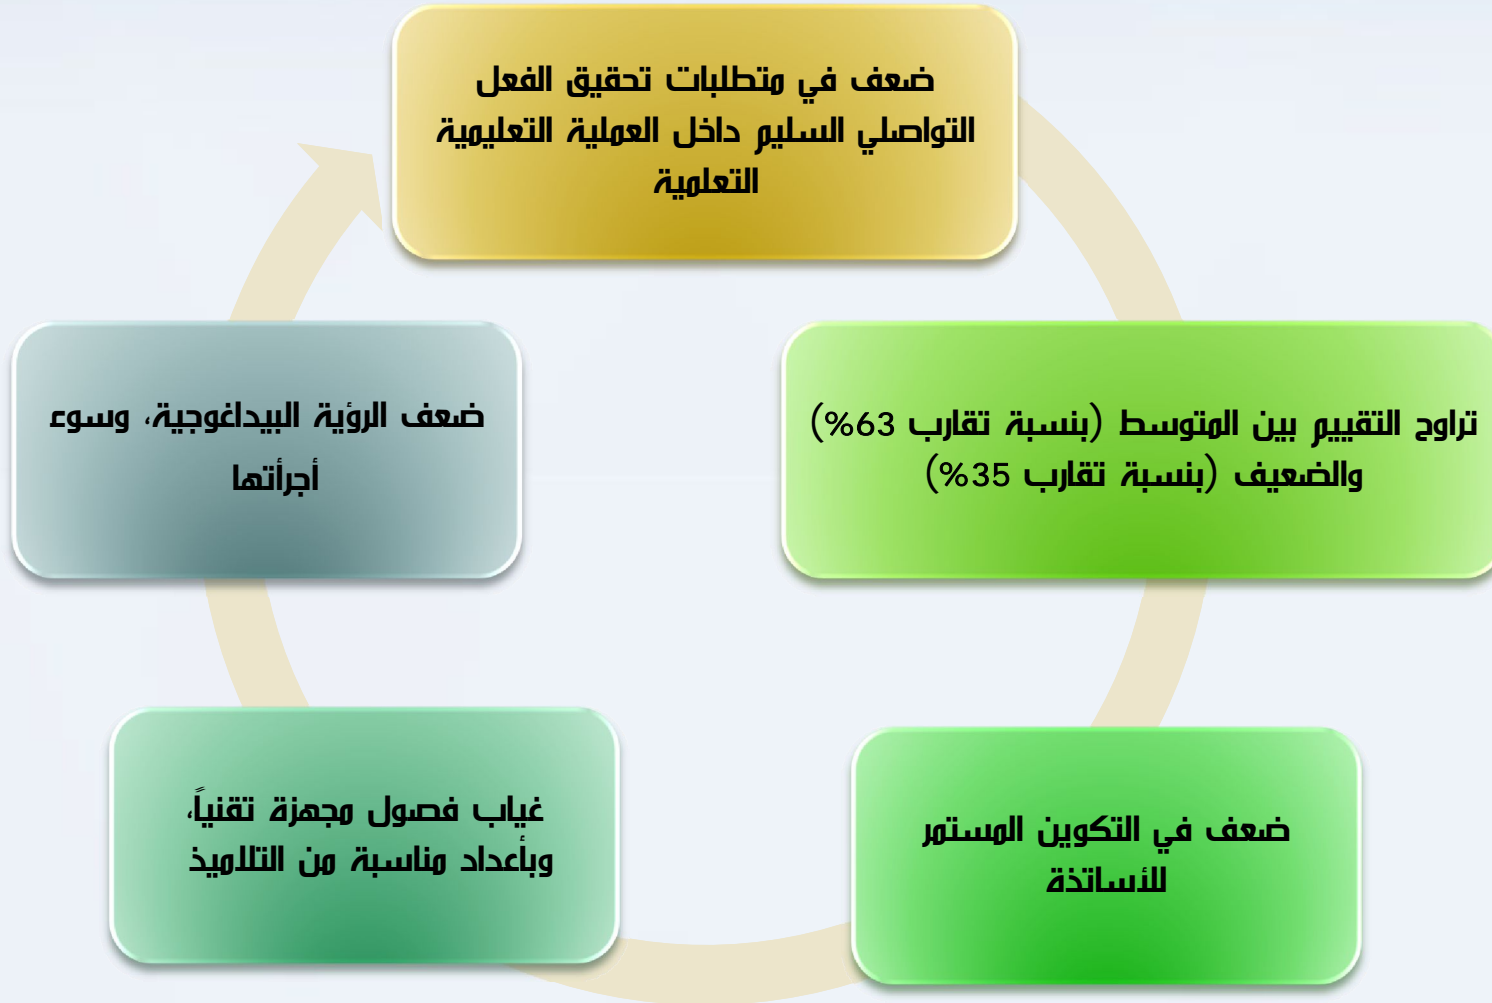 ضعف في متطلبات تحقيق الفعل
التواصلي السليم داخل العملية التعليمية
التعلمية
تراوح التقييم بين المتوسط (بنسبة تقارب 63%)
والضعيف (بنسبة تقارب 35%)
ضعف في التكوين المستمر
للأساتذة
غياب فصول مجهزة تقنياً،
وبأعداد مناسبة من التلاميذ
ضعف الرؤية البيداغوجية، وسوء
أجرأتها